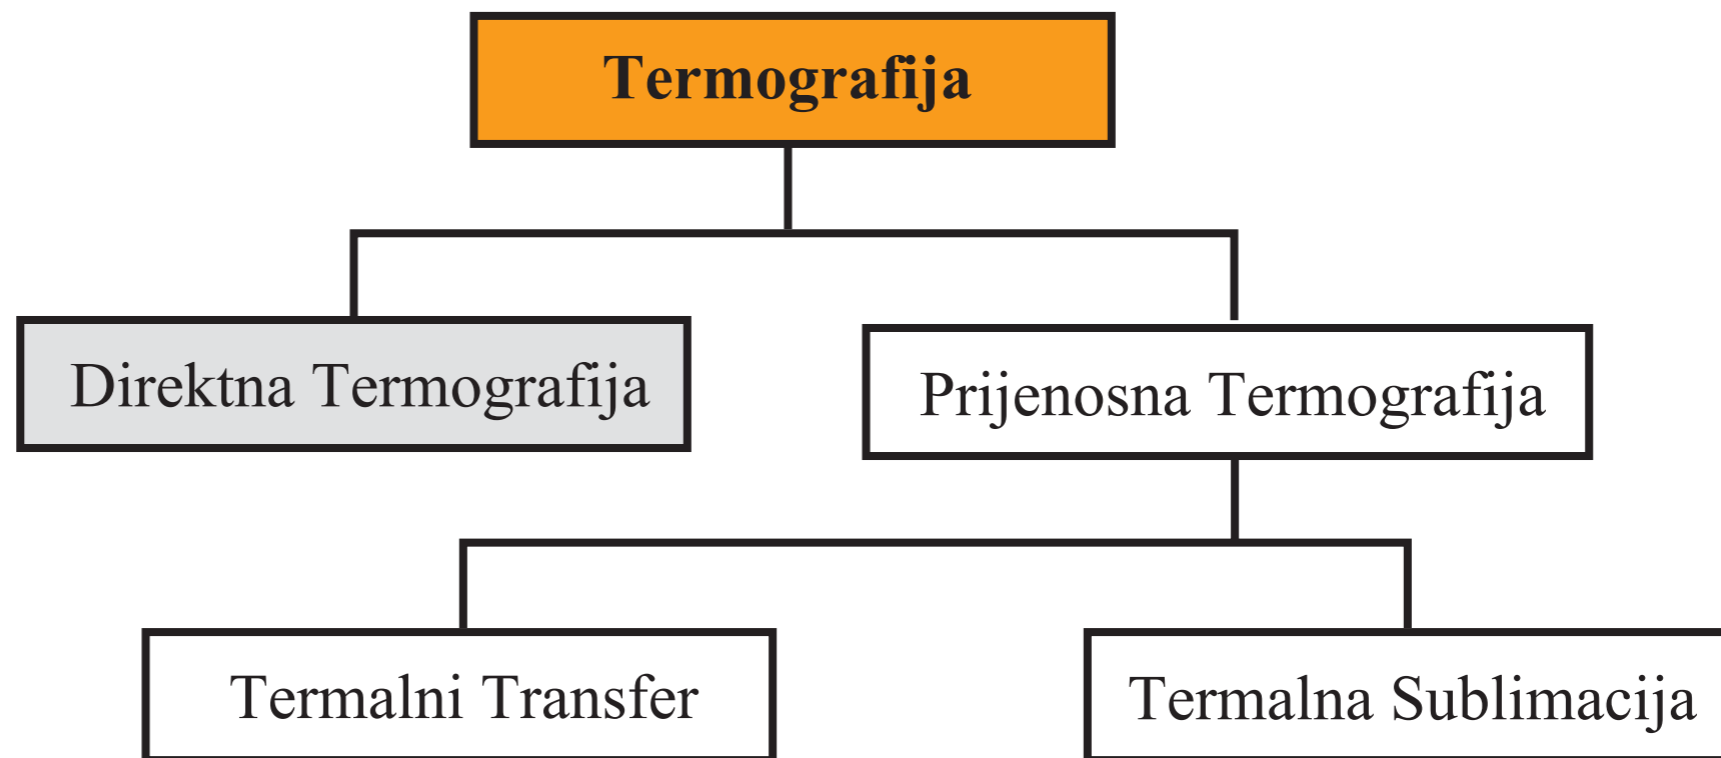 Termografija
Direktna Termografija
Prijenosna Termografija
Termalni Transfer
Termalna Sublimacija